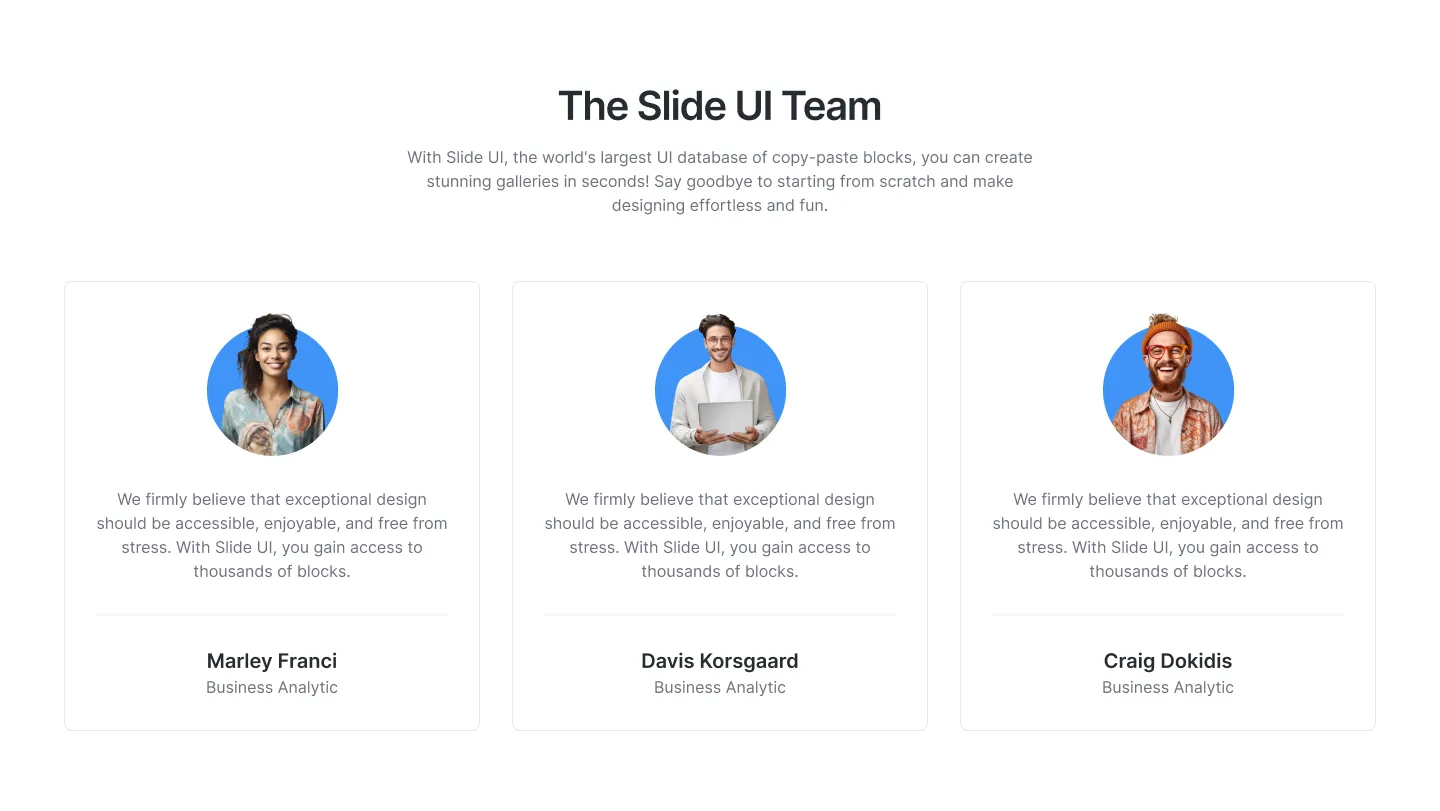 The Slide UI Team
With Slide UI, the world's largest UI database of copy-paste blocks, you can create
stunning galleries in seconds! Say goodbye to starting from scratch and make
designing effortless and fun.
We firmly believe that exceptional design
should be accessible, enjoyable, and free from
stress. With Slide UI, you gain access to
thousands of blocks.
Marley Franci
Business Analytic
We firmly believe that exceptional design
should be accessible, enjoyable, and free from
stress. With Slide UI, you gain access to
thousands of blocks.
Davis Korsgaard
Business Analytic
We firmly believe that exceptional design
should be accessible, enjoyable, and free from
stress. With Slide UI, you gain access to
thousands of blocks.
Craig Dokidis
Business Analytic